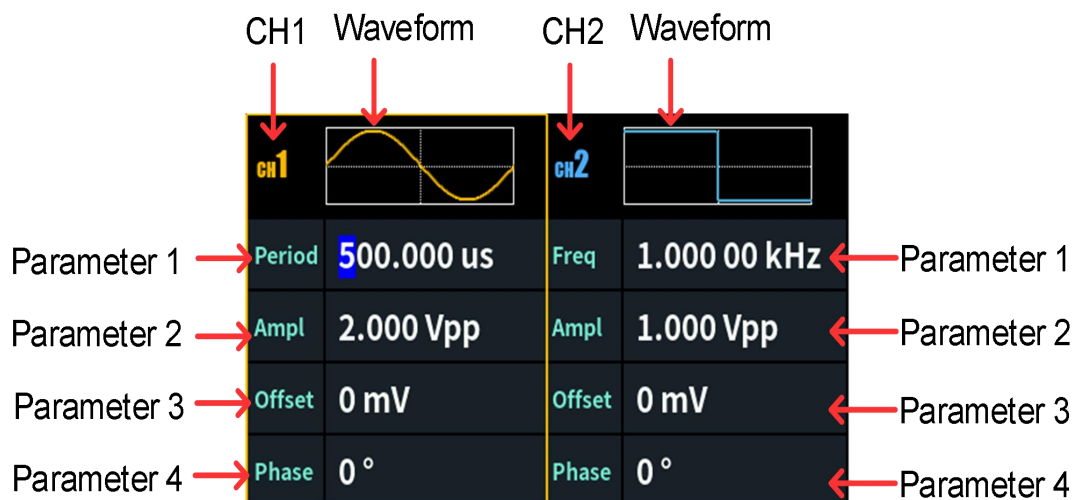 CH1 Waveform CH2 Waveform
CH1 CH2
Parameter 1 Period 500.000 us Freq 1.000 00 kHz Parameter 1
Parameter 2 Ampl 2.000 Vpp Ampl 1.000 Vpp Parameter 2
Parameter 3 Offset 0 mV Offset 0 mV Parameter 3
Parameter 4 Phase 0 ° Phase 0 ° Parameter 4